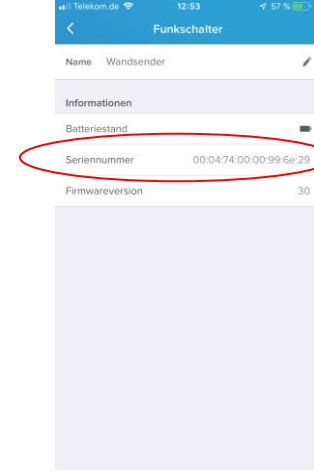 Telekom.de 12:53 57 %
Funkschalter
Name Wandsender
Informationen
Batteriestand
Seriennummer 00:04:74:00:00:99:6e:29
Firmwareversion 30